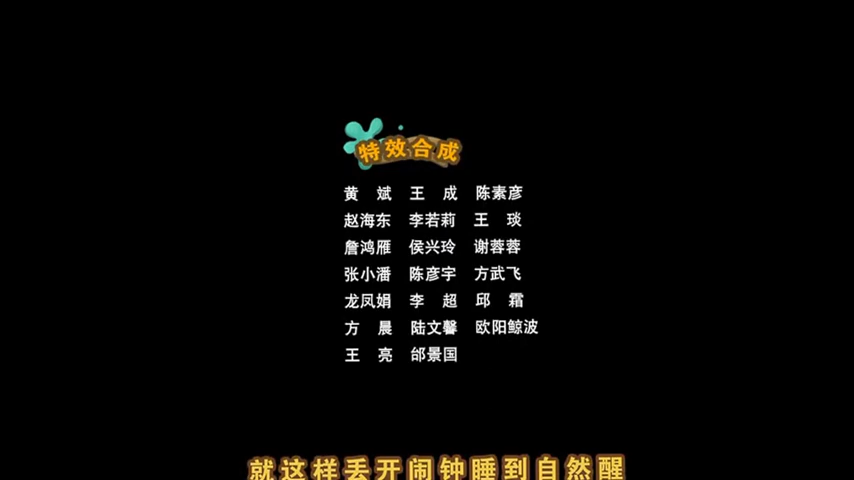 特效合成
黄 斌 王 成 陈素彦
赵海东 李若莉 王 琰
詹鸿雁 侯兴玲 谢蓉蓉
张小潘 陈彦宇 方武飞
龙凤娟 李 超 邱 霜
方 晨 陆文馨 欧阳鲸波
王 亮 邰景国
就这样丢开闹钟睡到自然醒